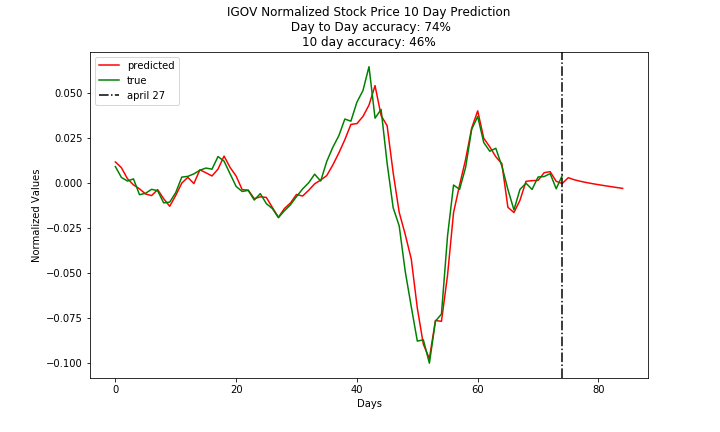 IGOV Normalized Stock Price 10 Day Prediction
Day to Day accuracy: 74%
10 day accuracy: 46%
predicted
true
april 27
Normalized Values
0.050
0.025
0.000
−0.025
−0.050
−0.075
−0.100
0 20 40 60 80
Days